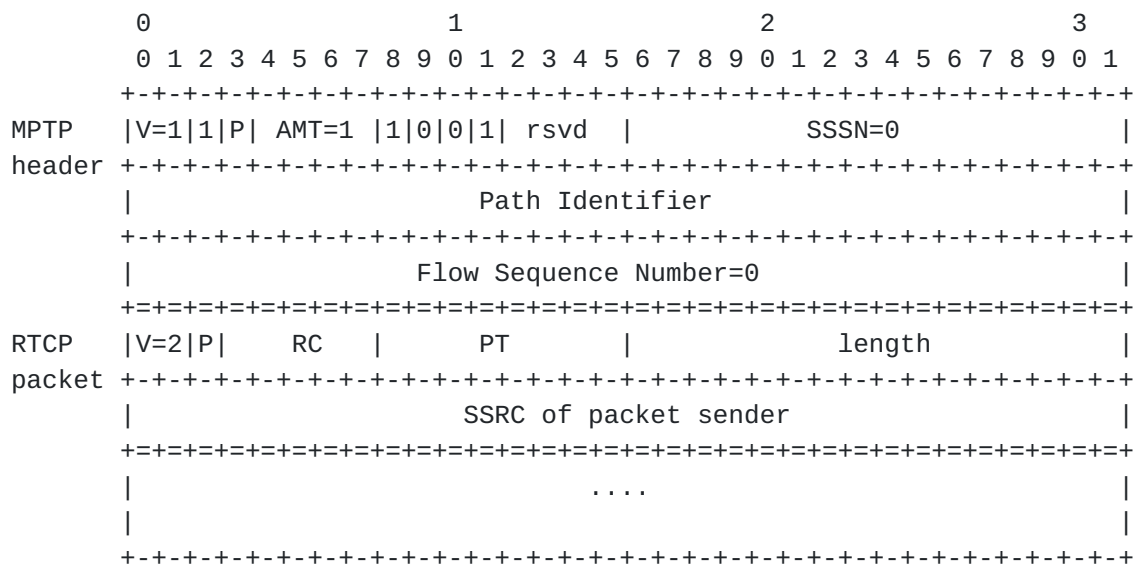 0                   1                   2                   3
        0 1 2 3 4 5 6 7 8 9 0 1 2 3 4 5 6 7 8 9 0 1 2 3 4 5 6 7 8 9 0 1
       +-+-+-+-+-+-+-+-+-+-+-+-+-+-+-+-+-+-+-+-+-+-+-+-+-+-+-+-+-+-+-+-+
MPTP   |V=1|1|P| AMT=1 |1|0|0|1| rsvd  |           SSSN=0              |
header +-+-+-+-+-+-+-+-+-+-+-+-+-+-+-+-+-+-+-+-+-+-+-+-+-+-+-+-+-+-+-+-+
       |                      Path Identifier                          |
       +-+-+-+-+-+-+-+-+-+-+-+-+-+-+-+-+-+-+-+-+-+-+-+-+-+-+-+-+-+-+-+-+
       |                  Flow Sequence Number=0                       |
       +=+=+=+=+=+=+=+=+=+=+=+=+=+=+=+=+=+=+=+=+=+=+=+=+=+=+=+=+=+=+=+=+
RTCP   |V=2|P|    RC   |      PT       |             length            |
packet +-+-+-+-+-+-+-+-+-+-+-+-+-+-+-+-+-+-+-+-+-+-+-+-+-+-+-+-+-+-+-+-+
       |                     SSRC of packet sender                     |
       +=+=+=+=+=+=+=+=+=+=+=+=+=+=+=+=+=+=+=+=+=+=+=+=+=+=+=+=+=+=+=+=+
       |                             ....                              |
       |                                                               |
       +-+-+-+-+-+-+-+-+-+-+-+-+-+-+-+-+-+-+-+-+-+-+-+-+-+-+-+-+-+-+-+-+